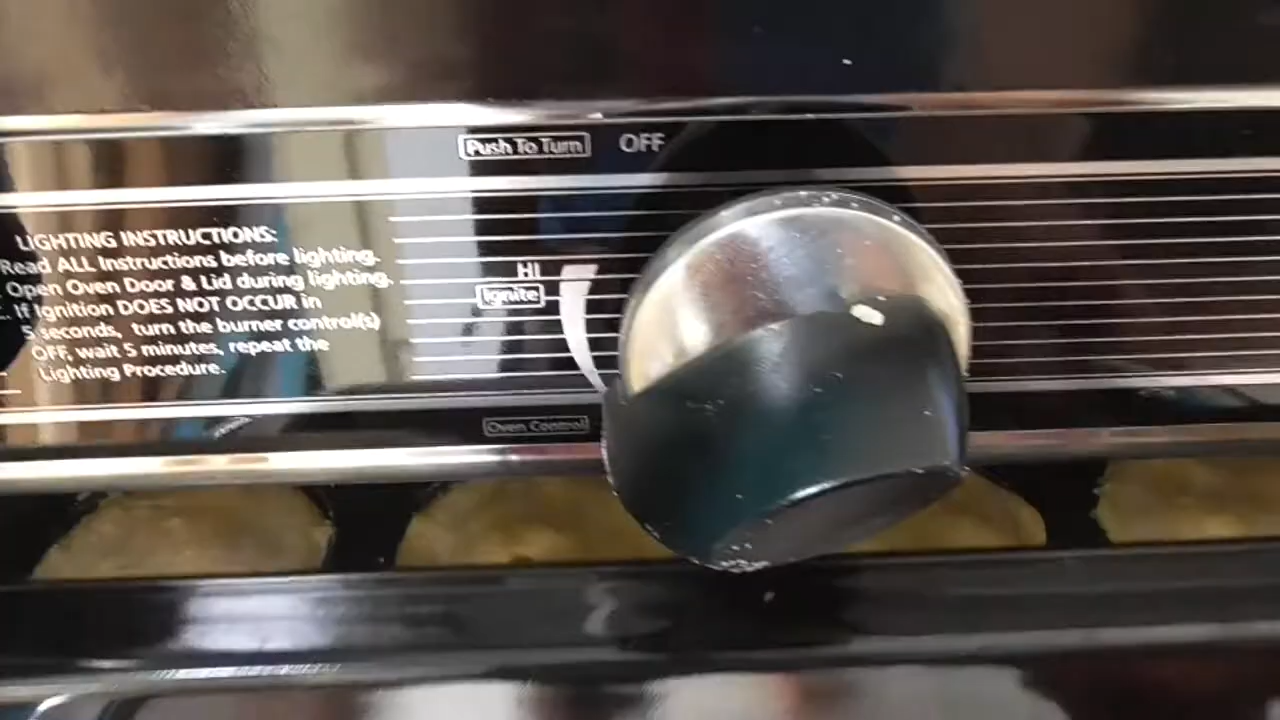 Push To Turn OFF
LIGHTING INSTRUCTIONS:
Read ALL Instructions before lighting.
Open Oven Door & Lid during lighting.
If Ignition DOES NOT OCCUR in
5 seconds, turn the burner control(s)
OFF, wait 5 minutes, repeat the
Lighting Procedure.
HI
Ignite
Oven Control